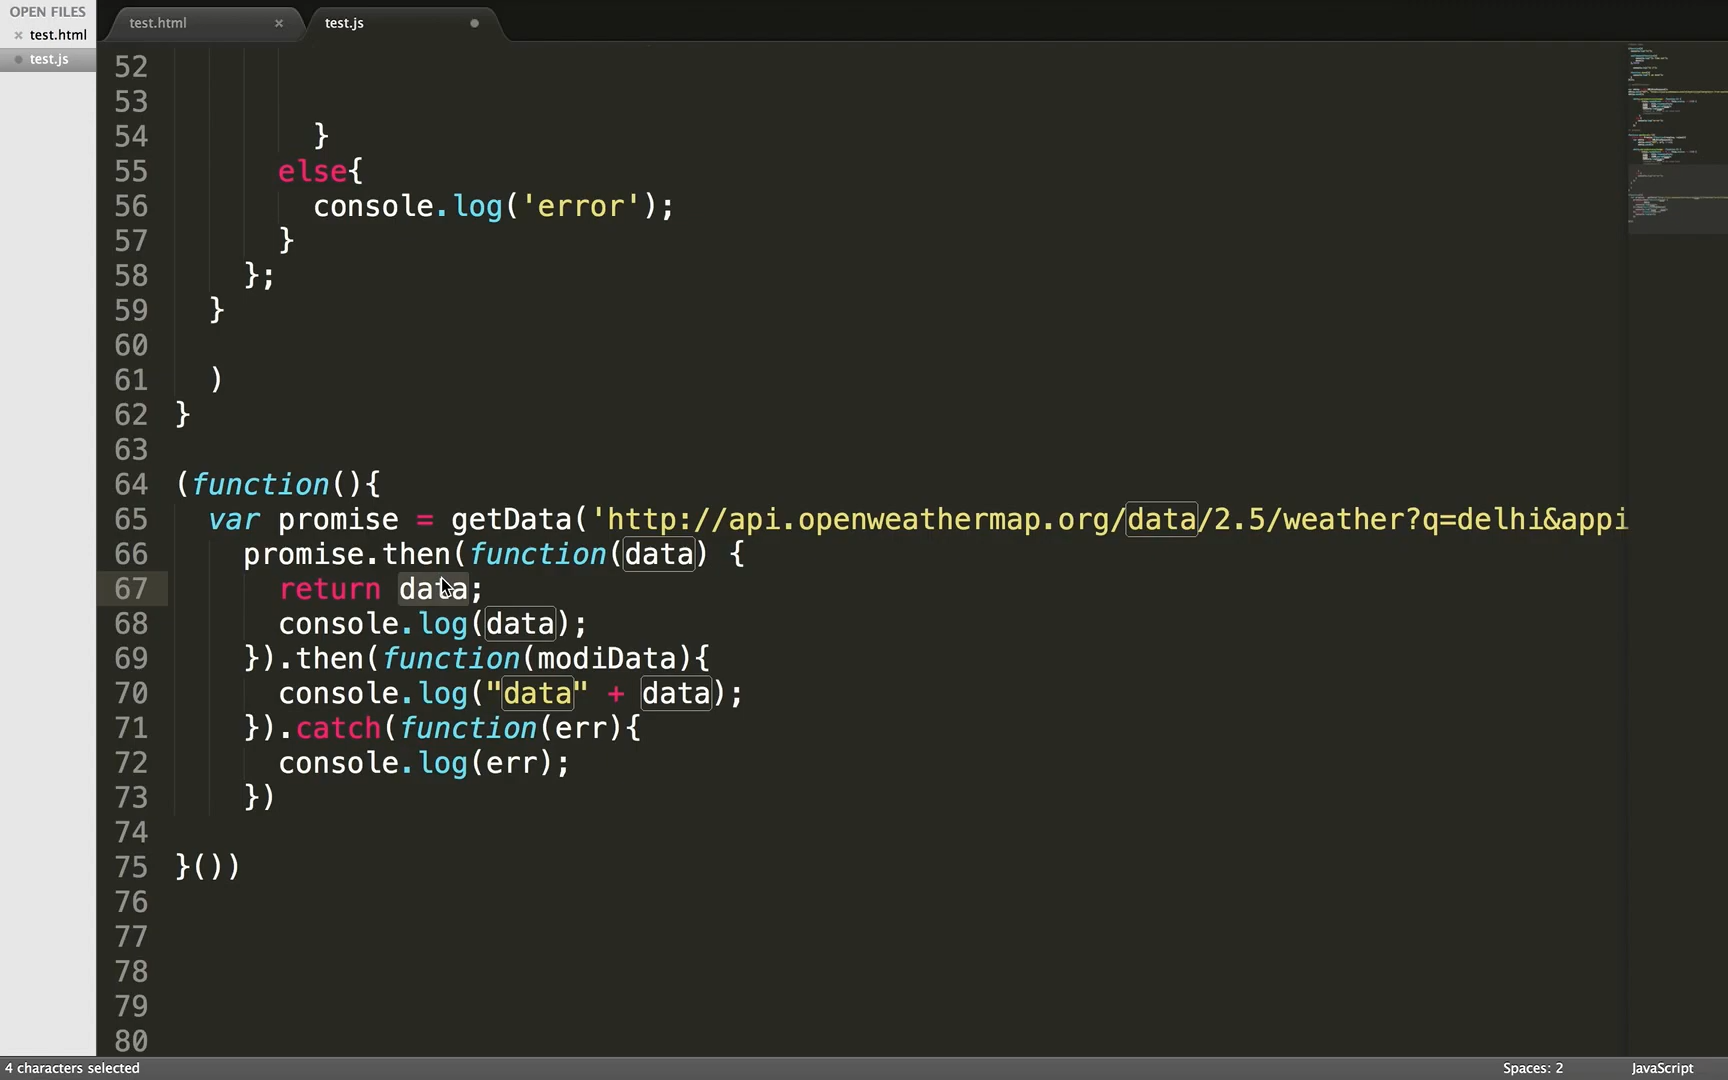 OPEN FILES
× test.html
test.js
test.html ×
test.js
52
53
54 }
55 else{
56 console.log('error');
57 }
58 };
59 }
60
61 )
62 }
63
64 (function(){
65 var promise = getData('http://api.openweathermap.org/data/2.5/weather?q=delhi&appi
66 promise.then(function(data) {
67 return data;
68 console.log(data);
69 }).then(function(modiData){
70 console.log("data" + data);
71 }).catch(function(err){
72 console.log(err);
73 })
74
75 }())
76
77
78
79
80
4 characters selected
Spaces: 2
JavaScript